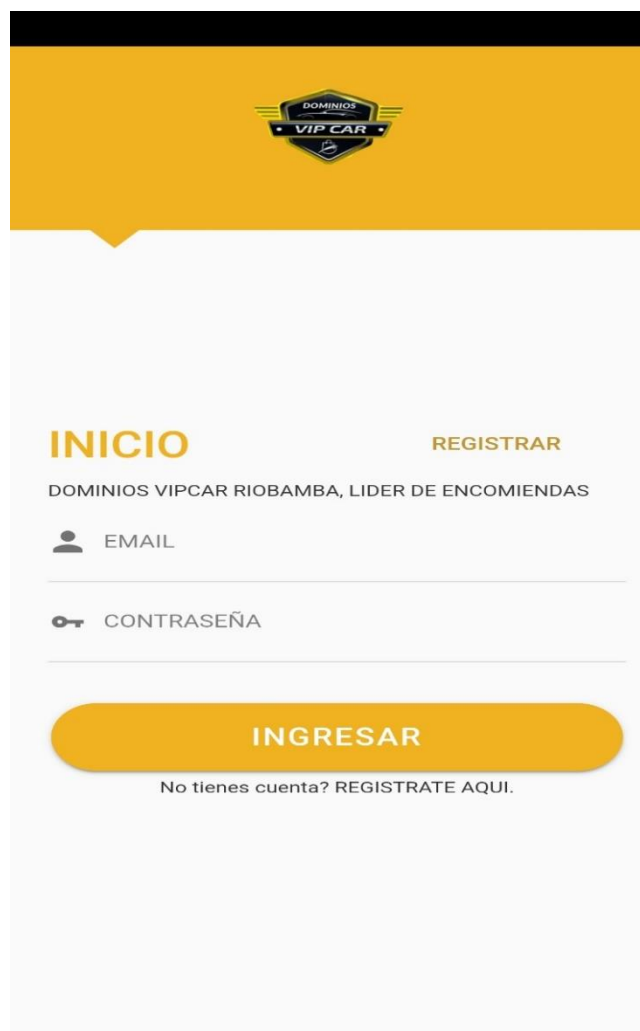 DOMINIOS
• VIP CAR •
INICIO
REGISTRAR
DOMINIOS VIPCAR RIOBAMBA, LIDER DE ENCOMIENDAS
EMAIL
CONTRASEÑA
INGRESAR
No tienes cuenta? REGISTRATE AQUI.